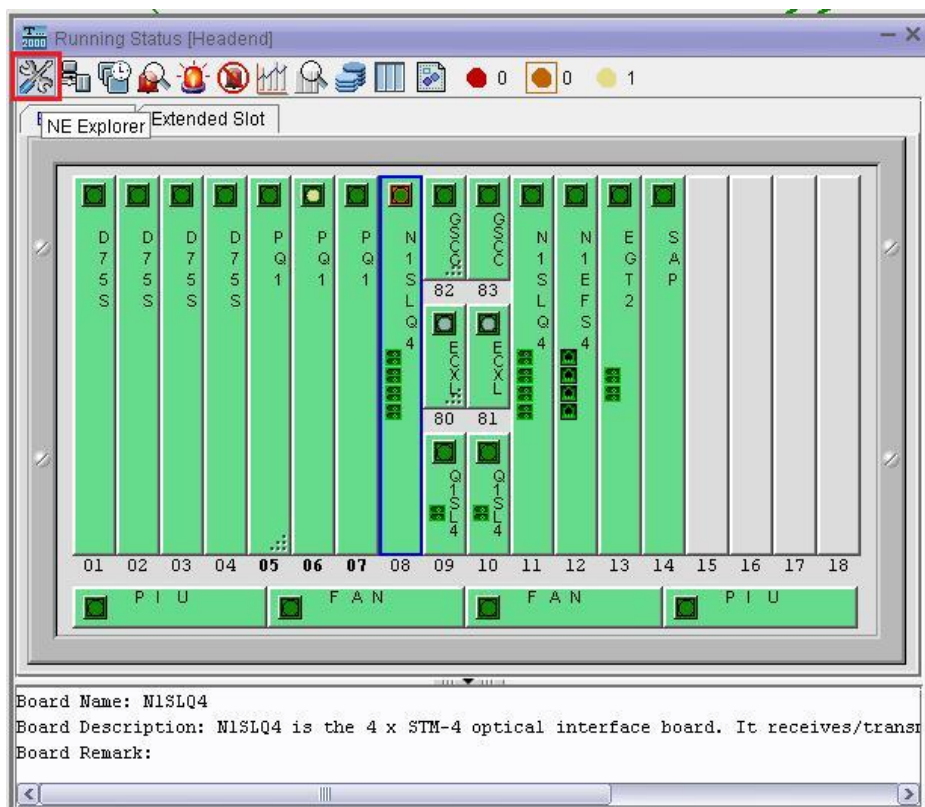 T...
2000 Running Status [Headend]
0 0 1
NE Explorer Extended Slot
D75S D75S D75S D75S PQ1 PQ1 PQ1 N1SLQ4 GSCC GSCC N1SLQ4 N1EFS4 EGT2 SAP
82 83
ECXL ECXL
80 81
Q1SL4 Q1SL4
01 02 03 04 05 06 07 08 09 10 11 12 13 14 15 16 17 18
PIU FAN FAN PIU
Board Name: N1SLQ4
Board Description: N1SLQ4 is the 4 x STM-4 optical interface board. It receives/transm
Board Remark: